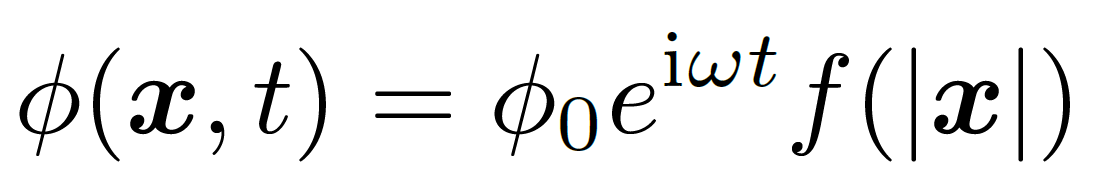 ϕ(𝒙, t) = ϕ₀e^{iωt} f(|𝒙|)